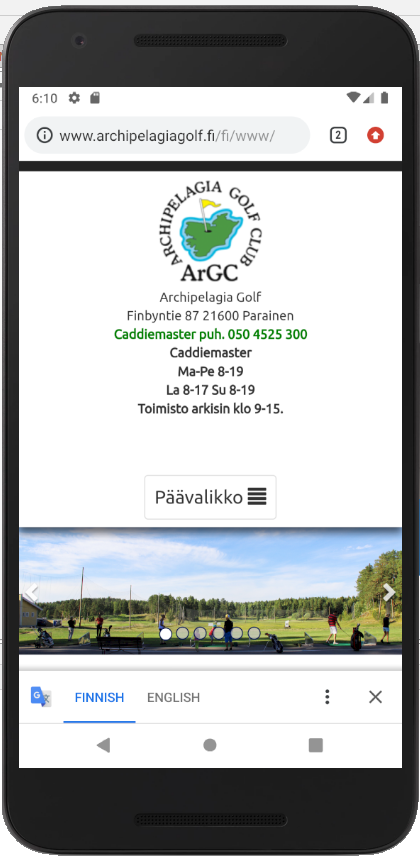 6:10
www.archipelagiagolf.fi/fi/www/
2
ARCHIPELAGIA GOLF CLUB
ArGC
Archipelagia Golf
Finbyntie 87 21600 Parainen
Caddiemaster puh. 050 4525 300
Caddiemaster
Ma-Pe 8-19
La 8-17 Su 8-19
Toimisto arkisin klo 9-15.
Päävalikko
G FINNISH ENGLISH